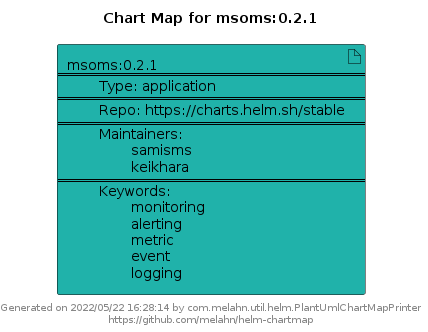 Chart Map for msoms:0.2.1
msoms:0.2.1
Type: application
Repo: https://charts.helm.sh/stable
Maintainers:
samisms
keikhara
Keywords:
monitoring
alerting
metric
event
logging
Generated on 2022/05/22 16:28:14 by com.melahn.util.helm.PlantUmlChartMapPrinter
https://github.com/melahn/helm-chartmap